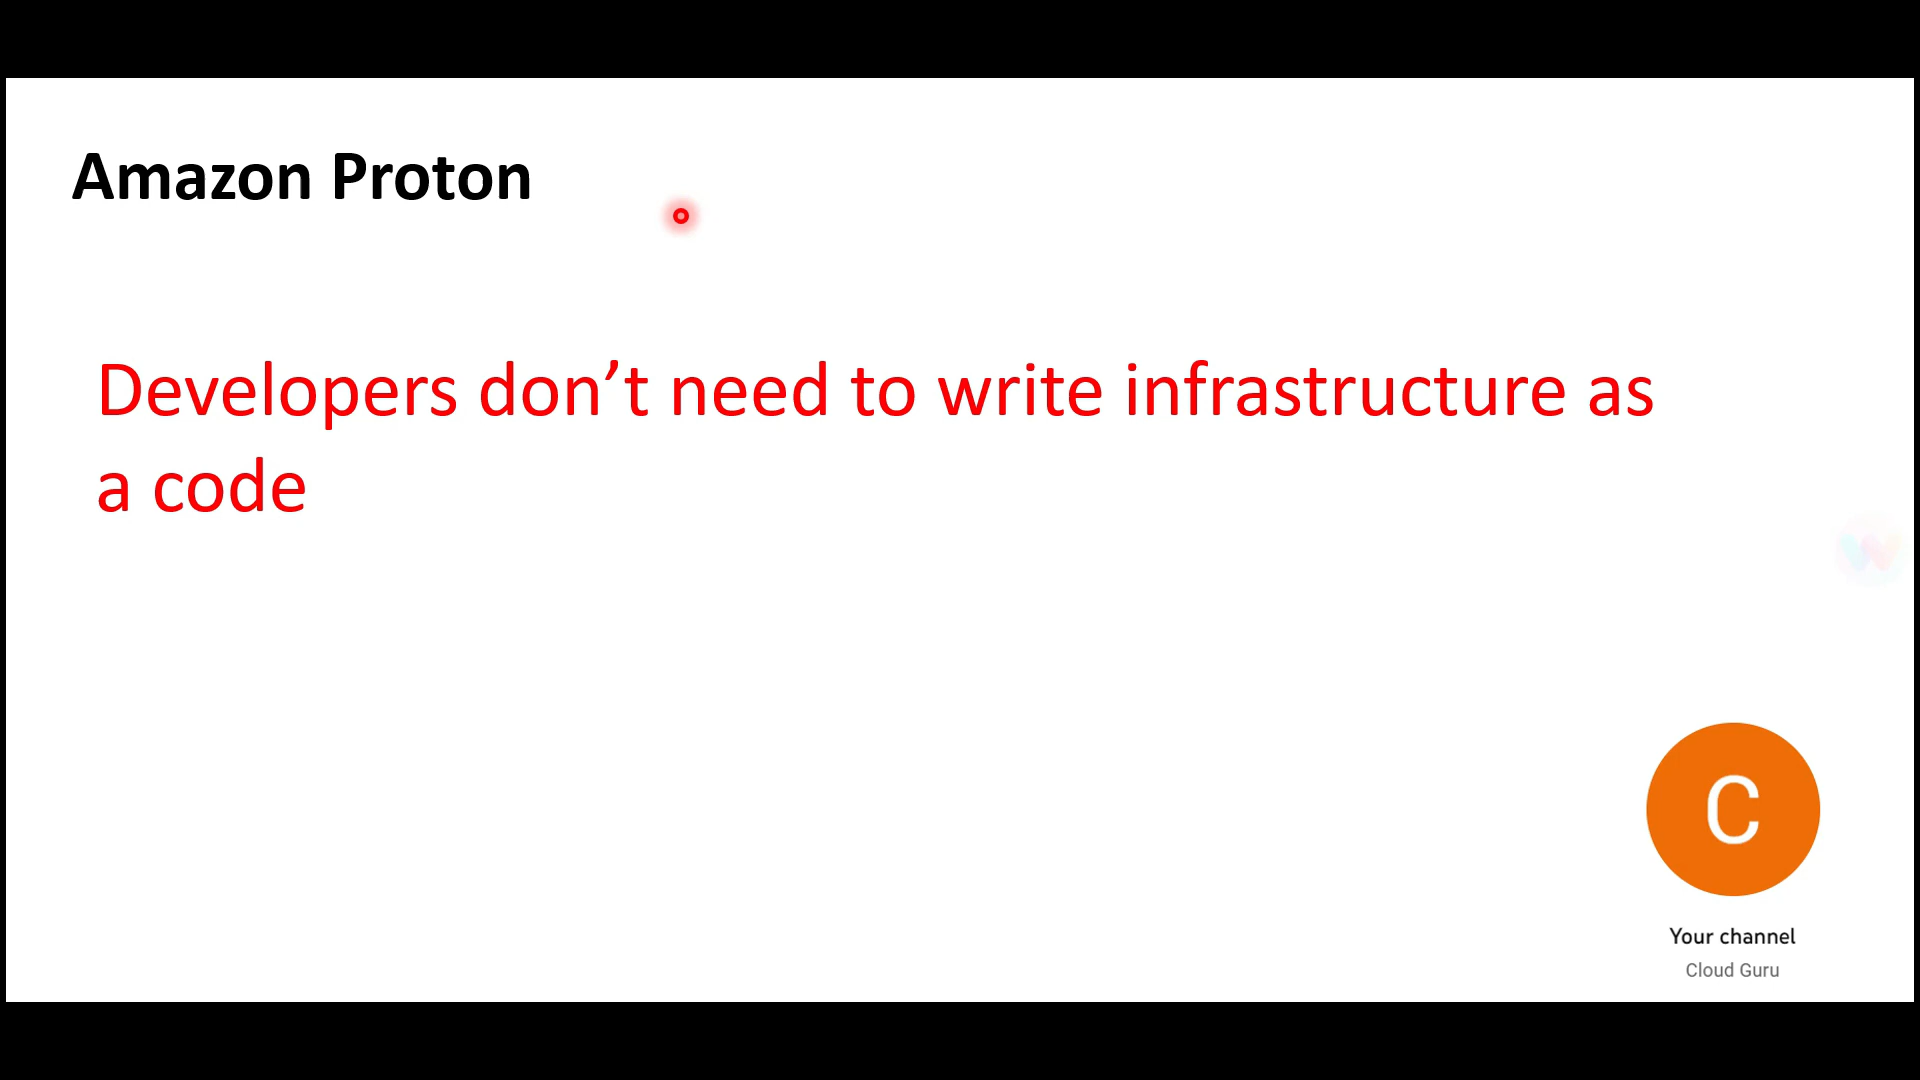 Amazon Proton
Developers don’t need to write infrastructure as
a code
C
Your channel
Cloud Guru